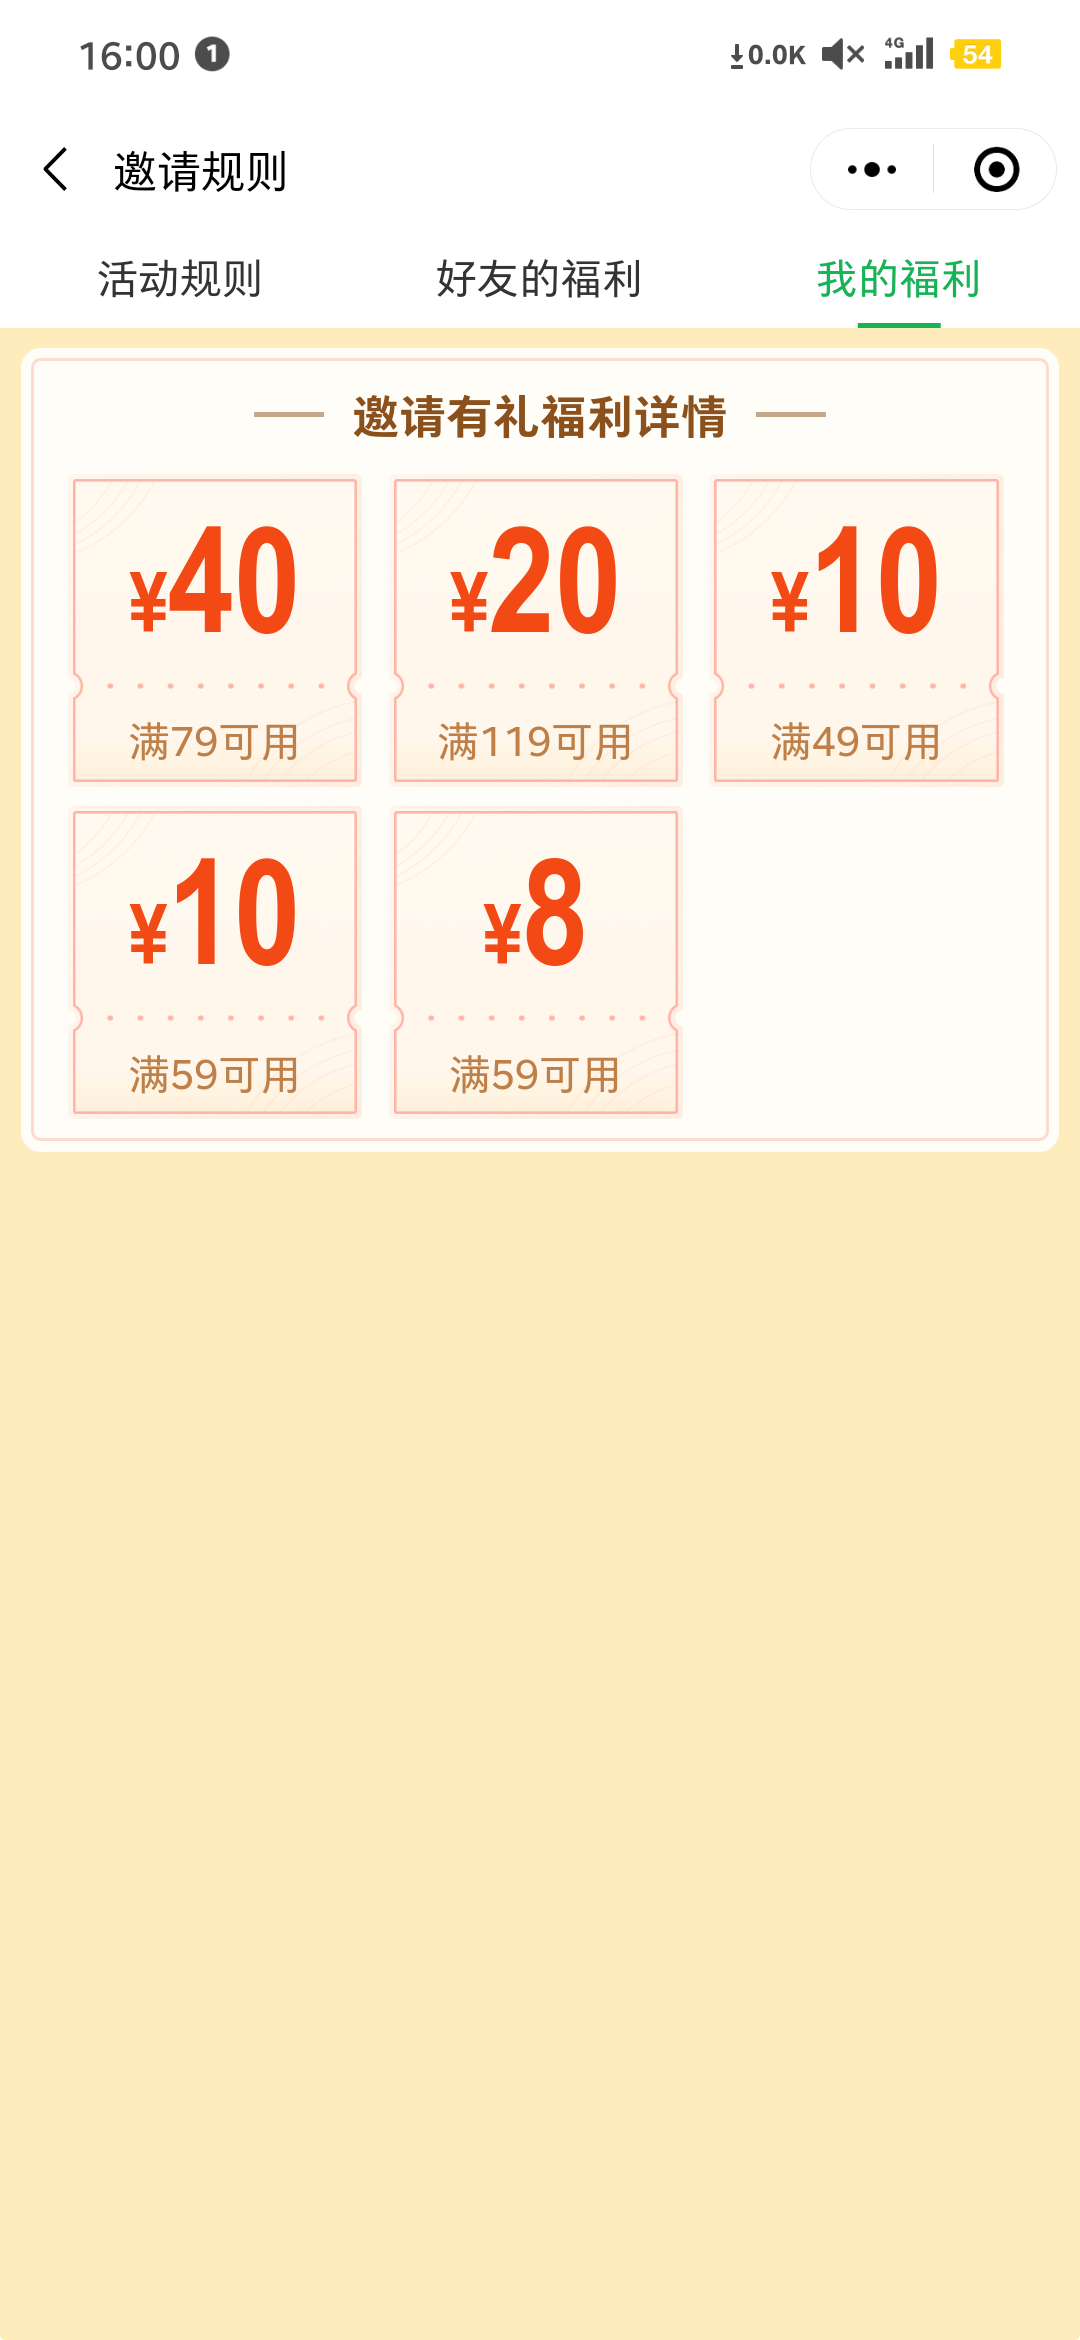 16:00 1 0.0K 4G 54
邀请规则
活动规则 好友的福利 我的福利
邀请有礼福利详情
¥40 ¥20 ¥10
满79可用 满119可用 满49可用
¥10 ¥8
满59可用 满59可用